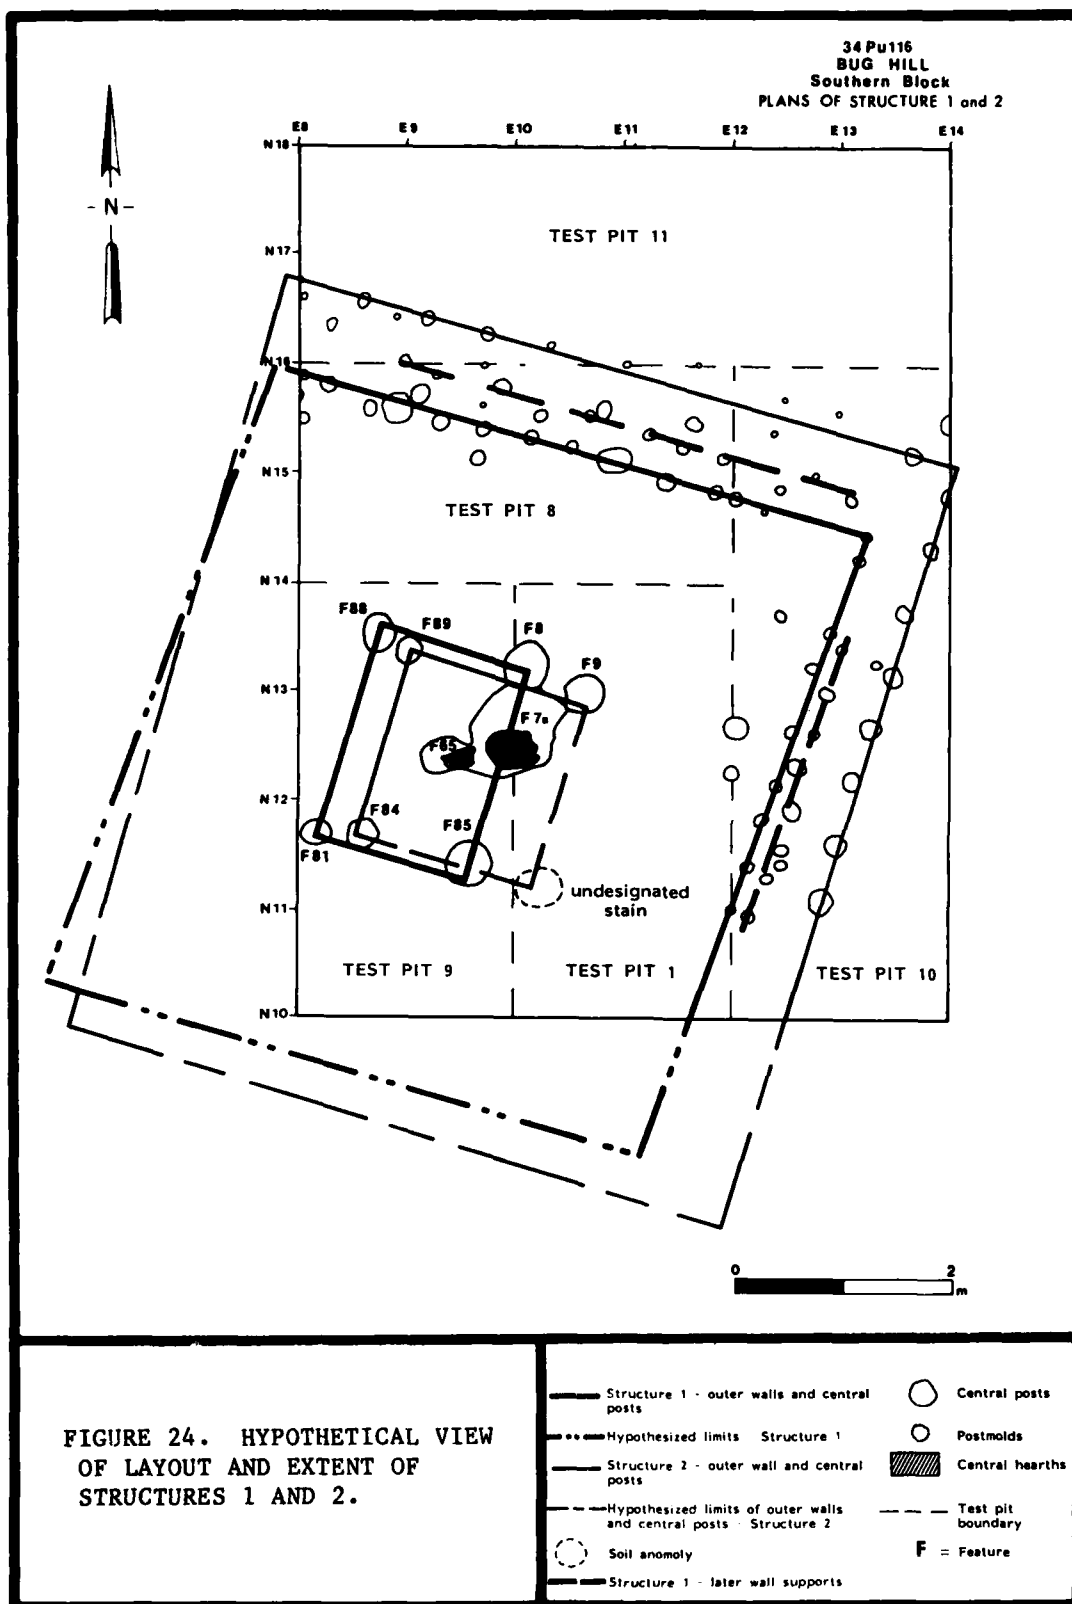 34Pu116
BUG HILL
Southern Block
PLANS OF STRUCTURE 1 and 2
E8 E9 E10 E11 E12 E13 E14
N18
- N -
TEST PIT 11
N17
N16
N15
TEST PIT 8
N14
F88 F89 F8 F9
N13
F7a
F65
N12
F84 F85
F81
undesignated
stain
N11
TEST PIT 9 TEST PIT 1 TEST PIT 10
N10
0 2
m
FIGURE 24. HYPOTHETICAL VIEW
OF LAYOUT AND EXTENT OF
STRUCTURES 1 AND 2.
Structure 1 - outer walls and central
posts
Hypothesized limits Structure 1
Structure 2 - outer wall and central
posts
Hypothesized limits of outer walls
and central posts - Structure 2
Soil anomoly
Structure 1 - later wall supports
Central posts
Postmolds
Central hearths
Test pit
boundary
F = Feature